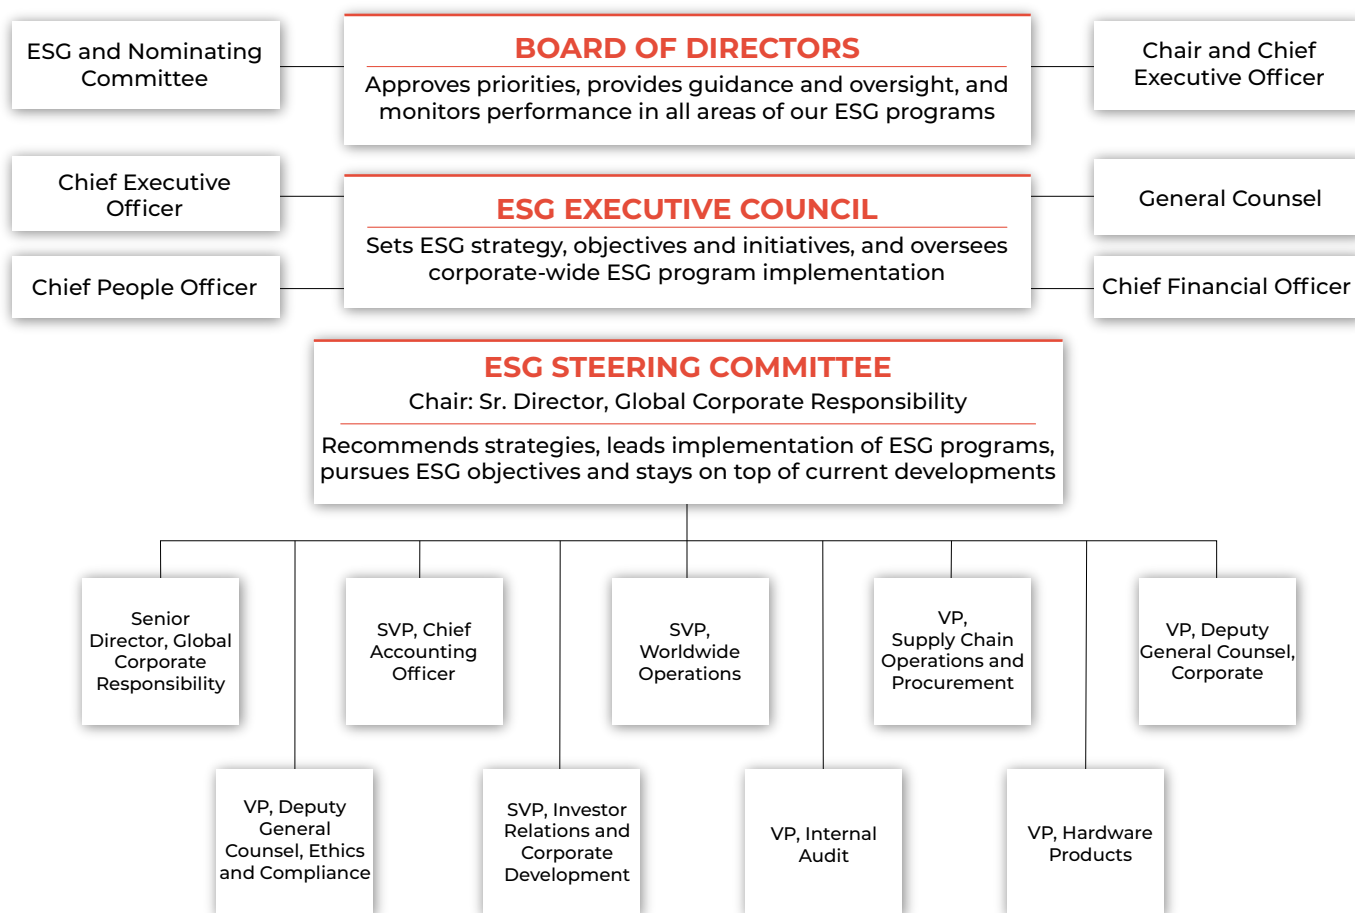 ESG and Nominating
Committee
BOARD OF DIRECTORS
Approves priorities, provides guidance and oversight, and
monitors performance in all areas of our ESG programs
Chair and Chief
Executive Officer
Chief Executive
Officer
Chief People Officer
ESG EXECUTIVE COUNCIL
Sets ESG strategy, objectives and initiatives, and oversees
corporate-wide ESG program implementation
General Counsel
Chief Financial Officer
ESG STEERING COMMITTEE
Chair: Sr. Director, Global Corporate Responsibility
Recommends strategies, leads implementation of ESG programs,
pursues ESG objectives and stays on top of current developments
Senior
Director, Global
Corporate
Responsibility
SVP, Chief
Accounting
Officer
SVP,
Worldwide
Operations
VP,
Supply Chain
Operations and
Procurement
VP, Deputy
General Counsel,
Corporate
VP, Deputy
General
Counsel, Ethics
and Compliance
SVP, Investor
Relations and
Corporate
Development
VP, Internal
Audit
VP, Hardware
Products